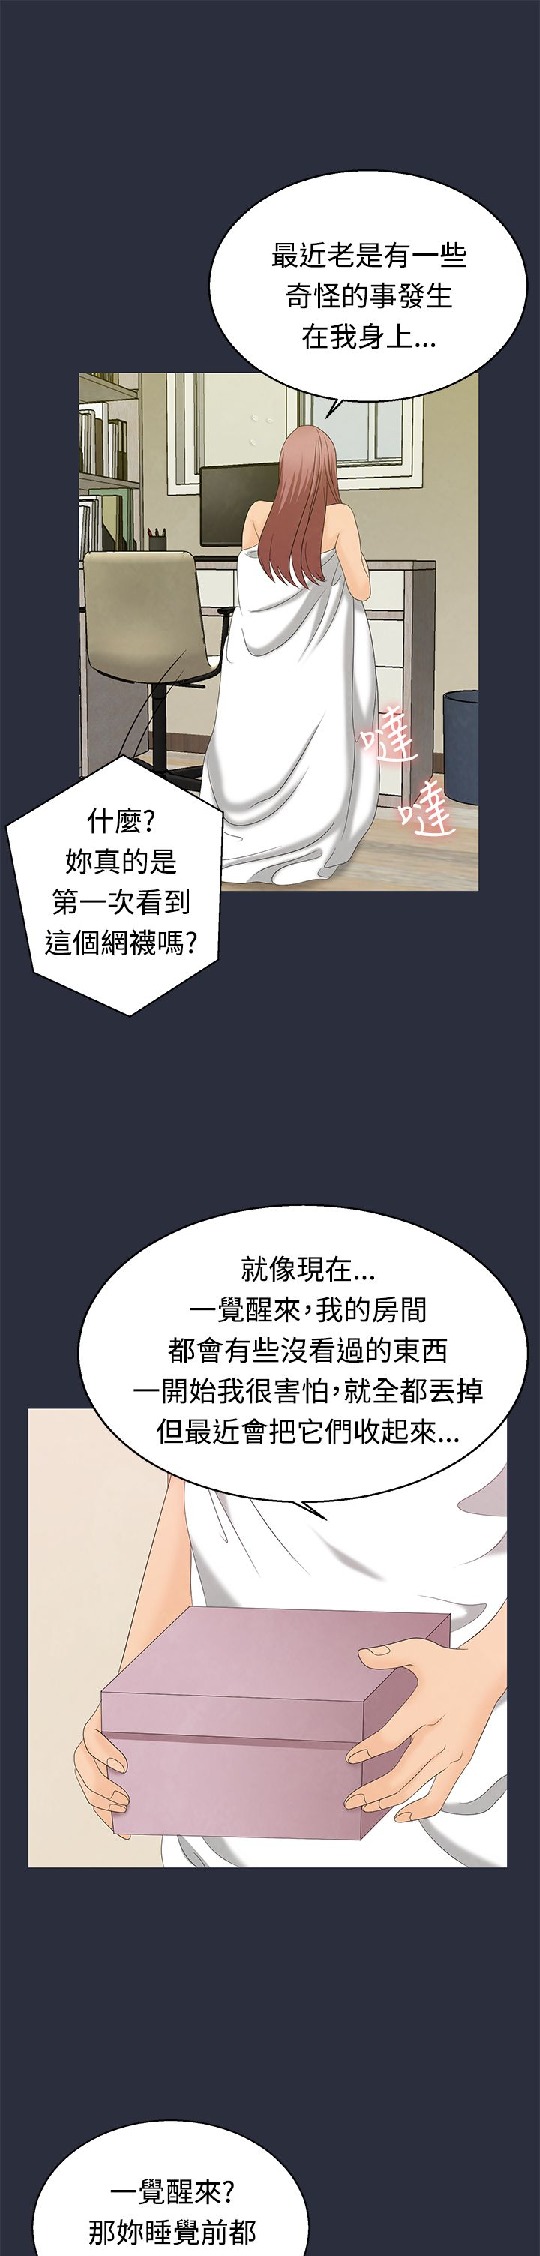 最近老是有一些
奇怪的事發生
在我身上...
噠
噠
什麼?
妳真的是
第一次看到
這個網襪嗎?
就像現在...
一覺醒來,我的房間
都會有些沒看過的東西
一開始我很害怕,就全都丟掉
但最近會把它們收起來...
一覺醒來?
那妳睡覺前都